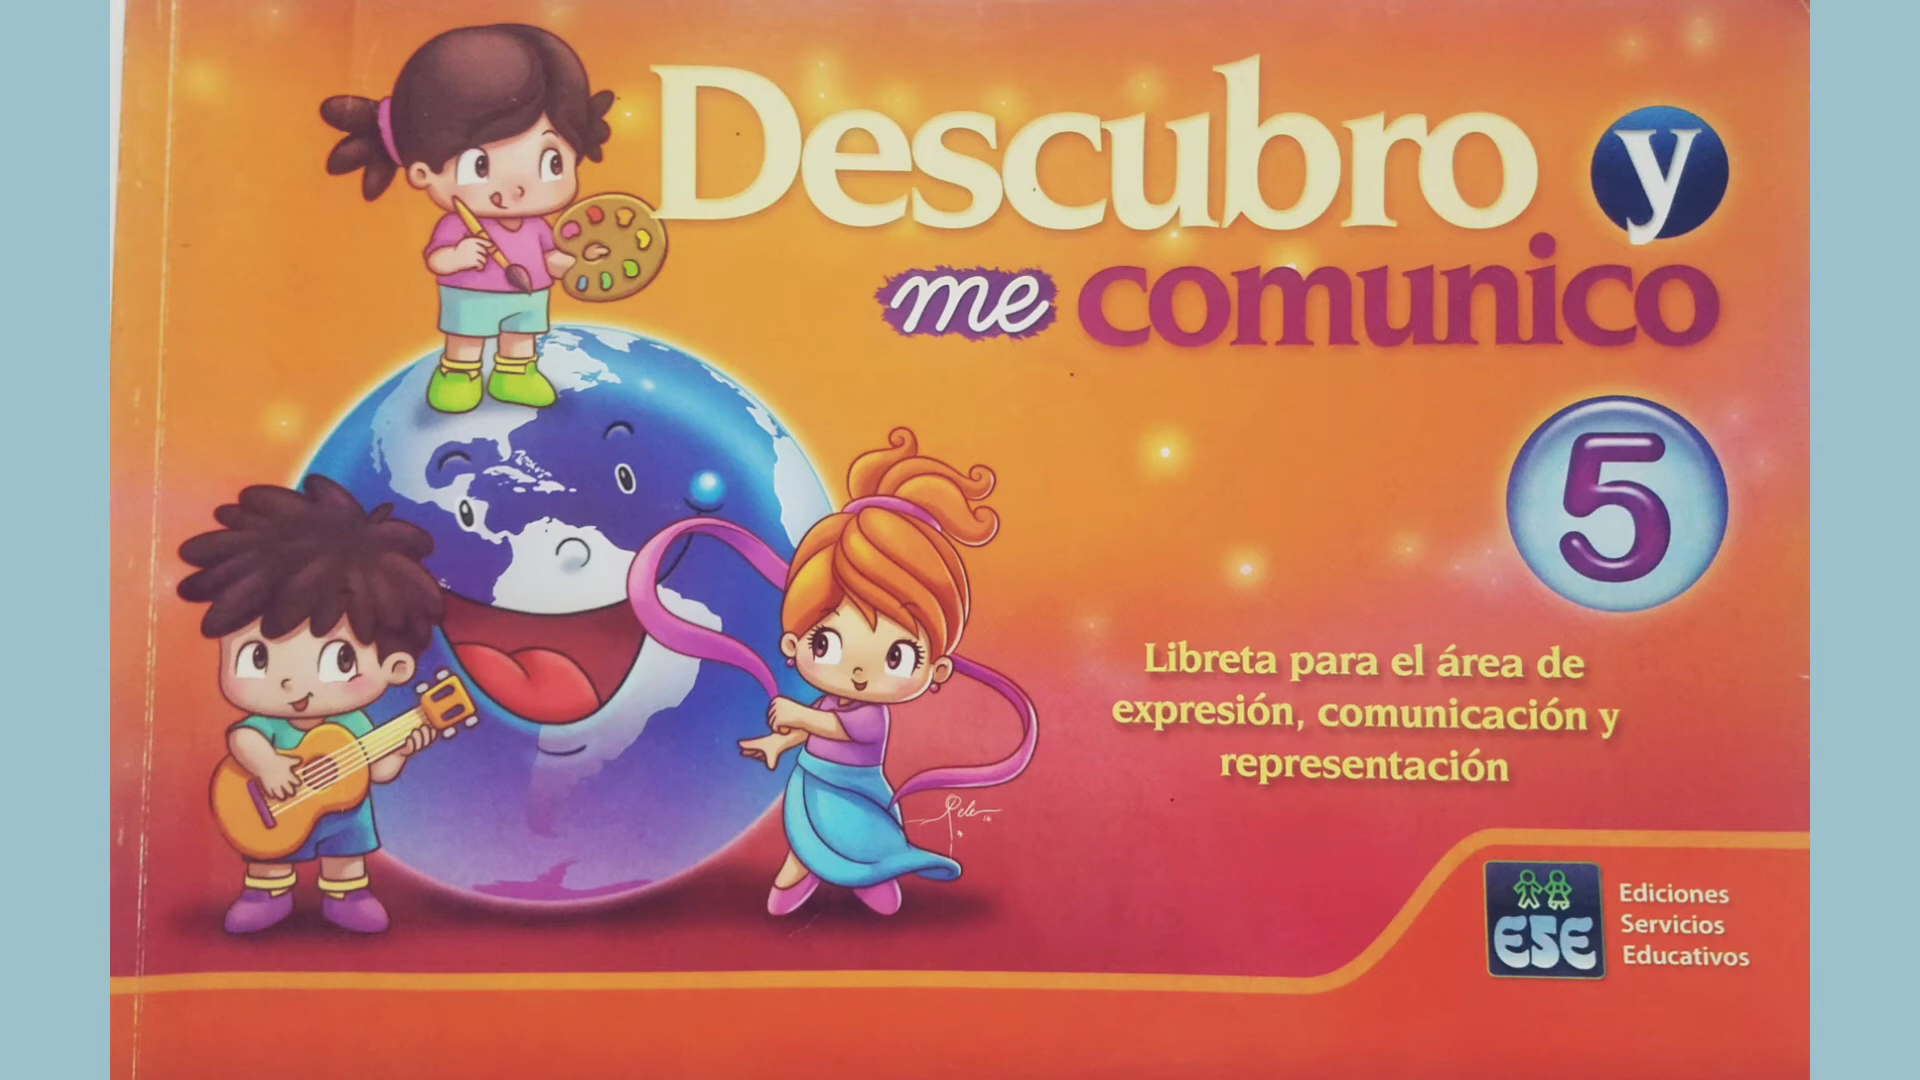 Descubro y
me comunico
5
Libreta para el área de
expresión, comunicación y
representación
ESE
Ediciones
Servicios
Educativos